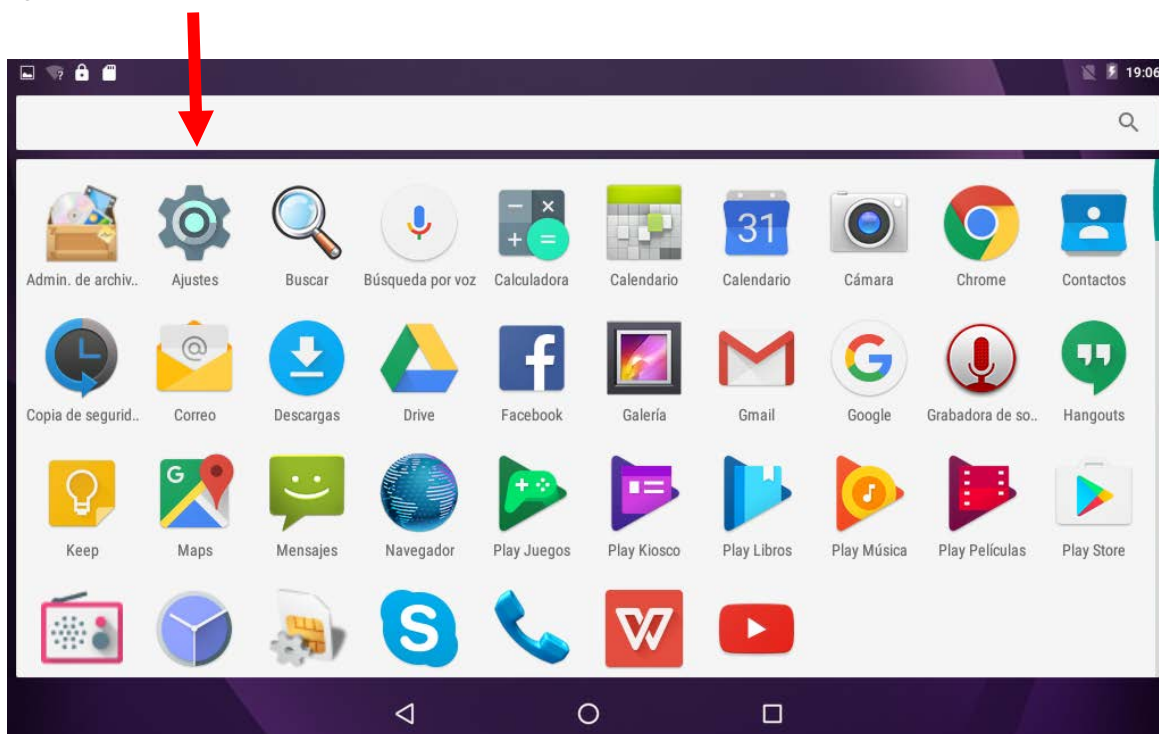 19:06
Admin. de archiv..
Ajustes
Buscar
Búsqueda por voz
Calculadora
Calendario
31
Calendario
Cámara
Chrome
Contactos
Copia de segurid..
@
Correo
Descargas
Drive
f
Facebook
Galería
M
Gmail
G
Google
Grabadora de so..
Hangouts
Keep
G
Maps
Mensajes
Navegador
Play Juegos
Play Kiosco
Play Libros
Play Música
Play Películas
Play Store
S
W